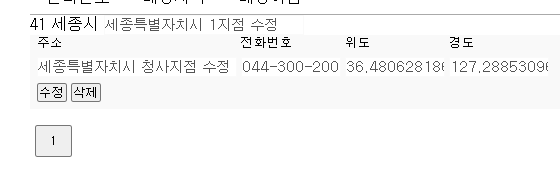 41 세종시 세종특별자치시 1지점 수정
주소 전화번호 위도 경도
세종특별자치시 청사지점 수정 044-300-200 36.48062818 127.2885309
수정 삭제
1